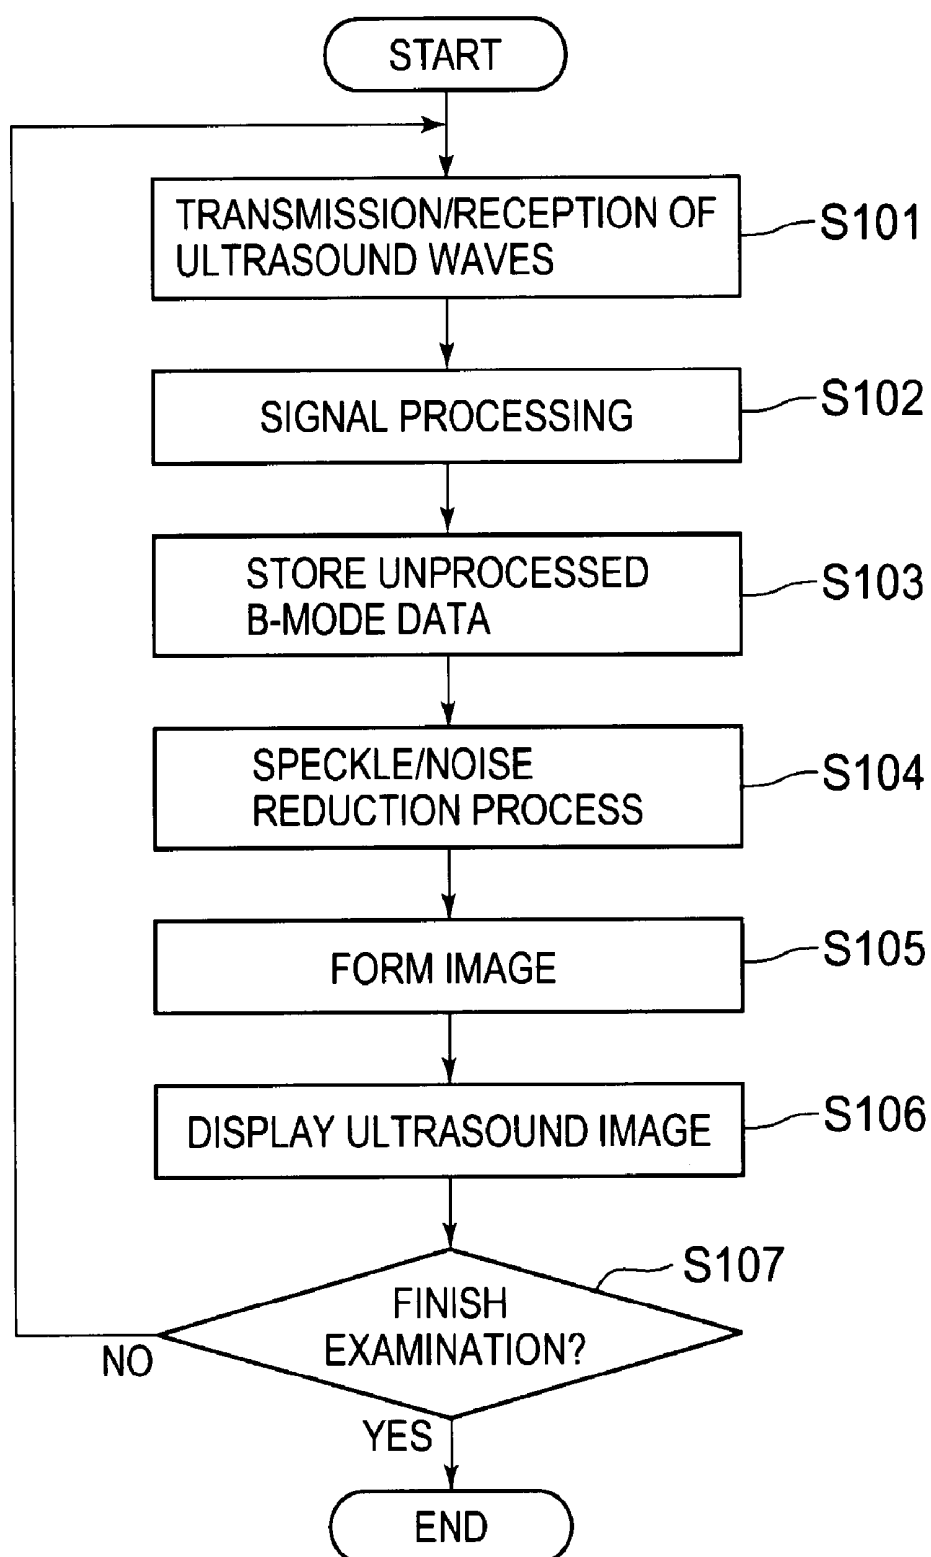 START
TRANSMISSION/RECEPTION OF
ULTRASOUND WAVES
S101
SIGNAL PROCESSING
S102
STORE UNPROCESSED
B-MODE DATA
S103
SPECKLE/NOISE
REDUCTION PROCESS
S104
FORM IMAGE
S105
DISPLAY ULTRASOUND IMAGE
S106
S107
FINISH
EXAMINATION?
NO
YES
END